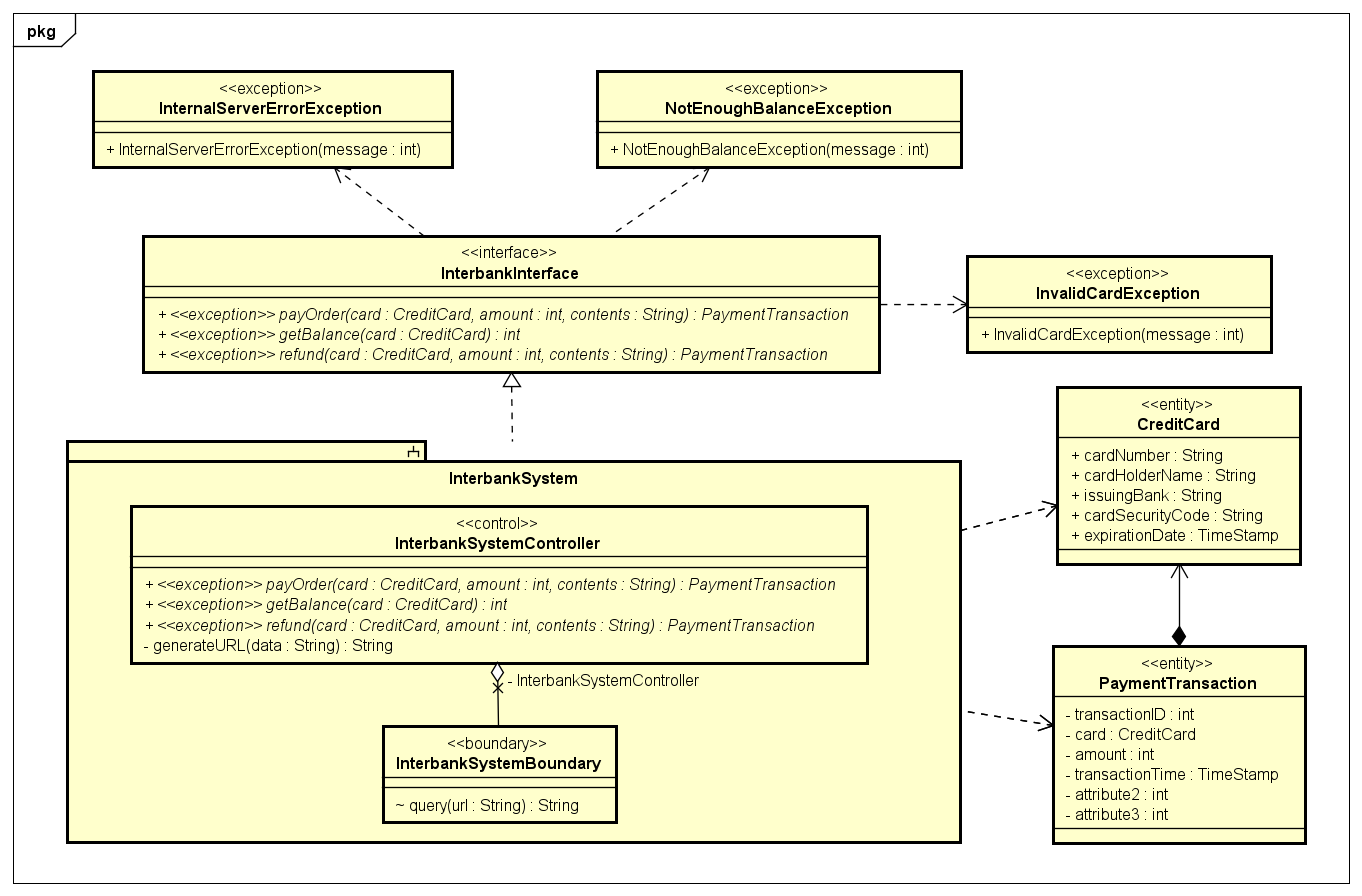 pkg
<<exception>>
InternalServerErrorException
+ InternalServerErrorException(message : int)
<<exception>>
NotEnoughBalanceException
+ NotEnoughBalanceException(message : int)
<<interface>>
InterbankInterface
+ <<exception>> payOrder(card : CreditCard, amount : int, contents : String) : PaymentTransaction
+ <<exception>> getBalance(card : CreditCard) : int
+ <<exception>> refund(card : CreditCard, amount : int, contents : String) : PaymentTransaction
<<exception>>
InvalidCardException
+ InvalidCardException(message : int)
<<entity>>
CreditCard
+ cardNumber : String
+ cardHolderName : String
+ issuingBank : String
+ cardSecurityCode : String
+ expirationDate : TimeStamp
InterbankSystem
<<control>>
InterbankSystemController
+ <<exception>> payOrder(card : CreditCard, amount : int, contents : String) : PaymentTransaction
+ <<exception>> getBalance(card : CreditCard) : int
+ <<exception>> refund(card : CreditCard, amount : int, contents : String) : PaymentTransaction
- generateURL(data : String) : String
- InterbankSystemController
<<boundary>>
InterbankSystemBoundary
~ query(url : String) : String
<<entity>>
PaymentTransaction
- transactionID : int
- card : CreditCard
- amount : int
- transactionTime : TimeStamp
- attribute2 : int
- attribute3 : int